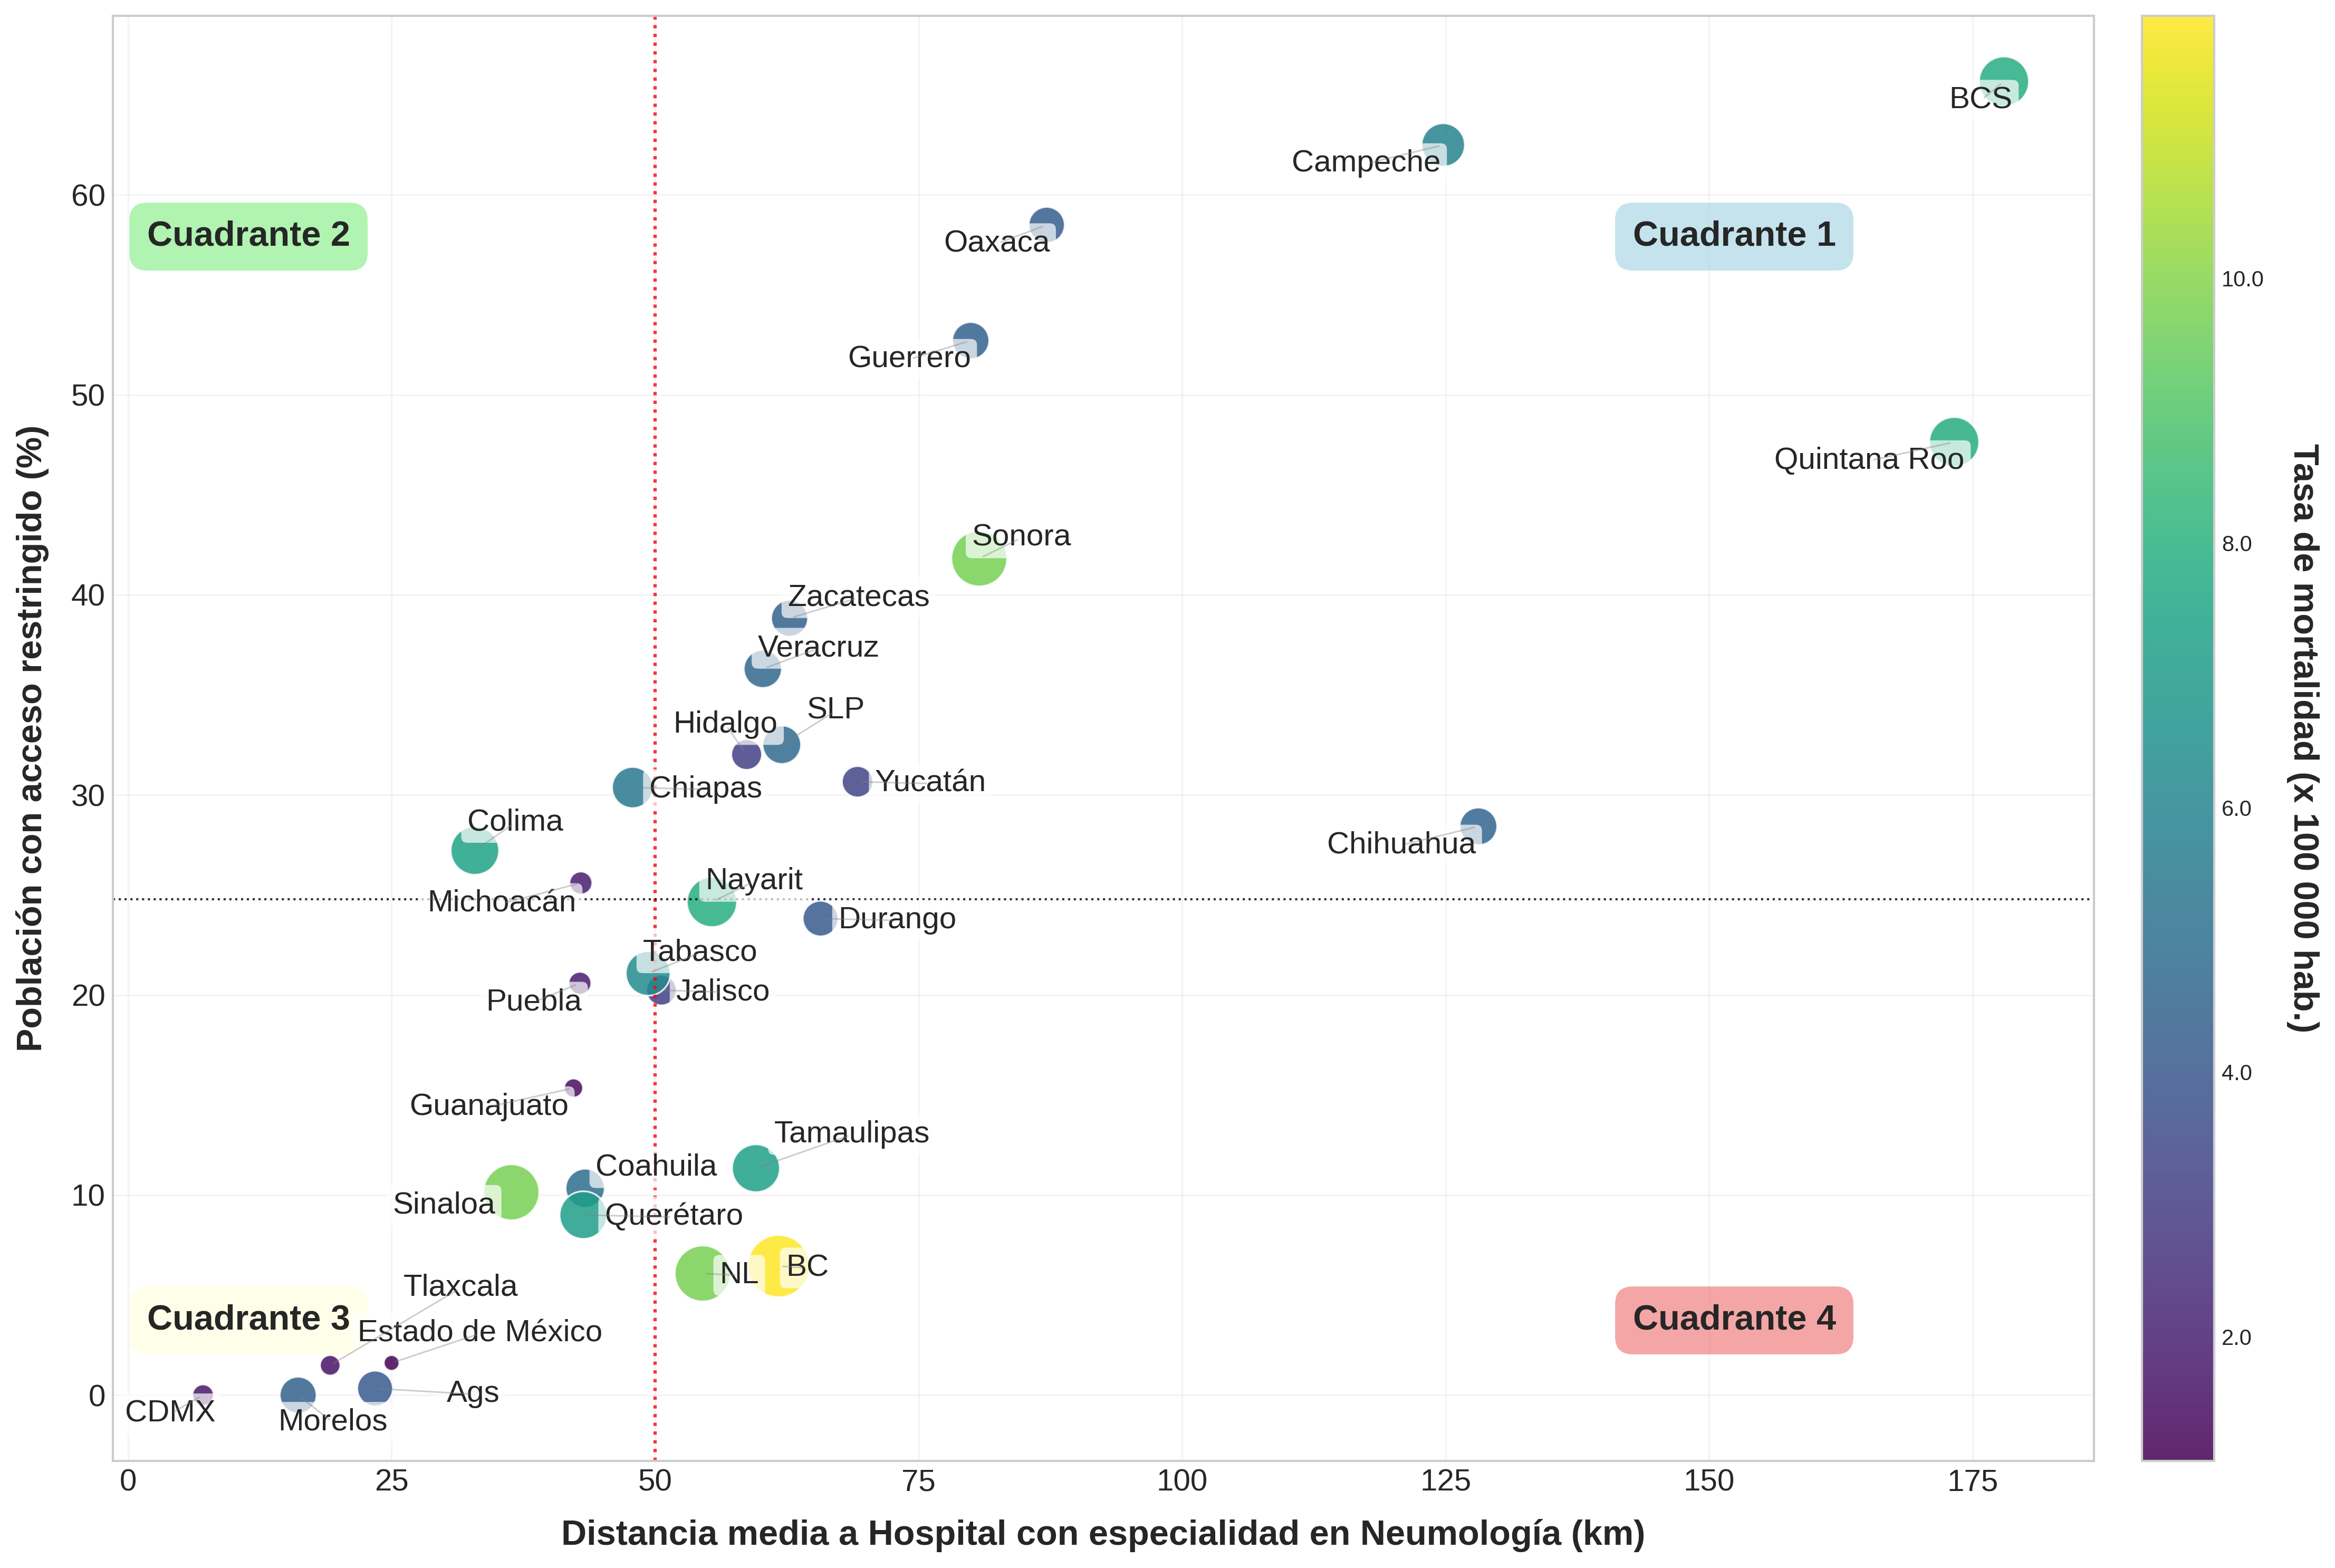 BCS
Campeche
Oaxaca
Cuadrante 2
Cuadrante 1
Guerrero
Quintana Roo
Sonora
Zacatecas
Veracruz
SLP
Hidalgo
Yucatán
Chiapas
Colima
Chihuahua
Nayarit
Michoacán
Durango
Tabasco
Jalisco
Puebla
Guanajuato
Tamaulipas
Coahuila
Sinaloa
Querétaro
BC
NL
Tlaxcala
Cuadrante 3
Estado de México
Cuadrante 4
Ags
CDMX
Morelos
60
50
40
30
20
10
0
Población con acceso restringido (%)
0
25
50
75
100
125
150
175
Distancia media a Hospital con especialidad en Neumología (km)
10.0
8.0
6.0
4.0
2.0
Tasa de mortalidad (x 100 000 hab.)